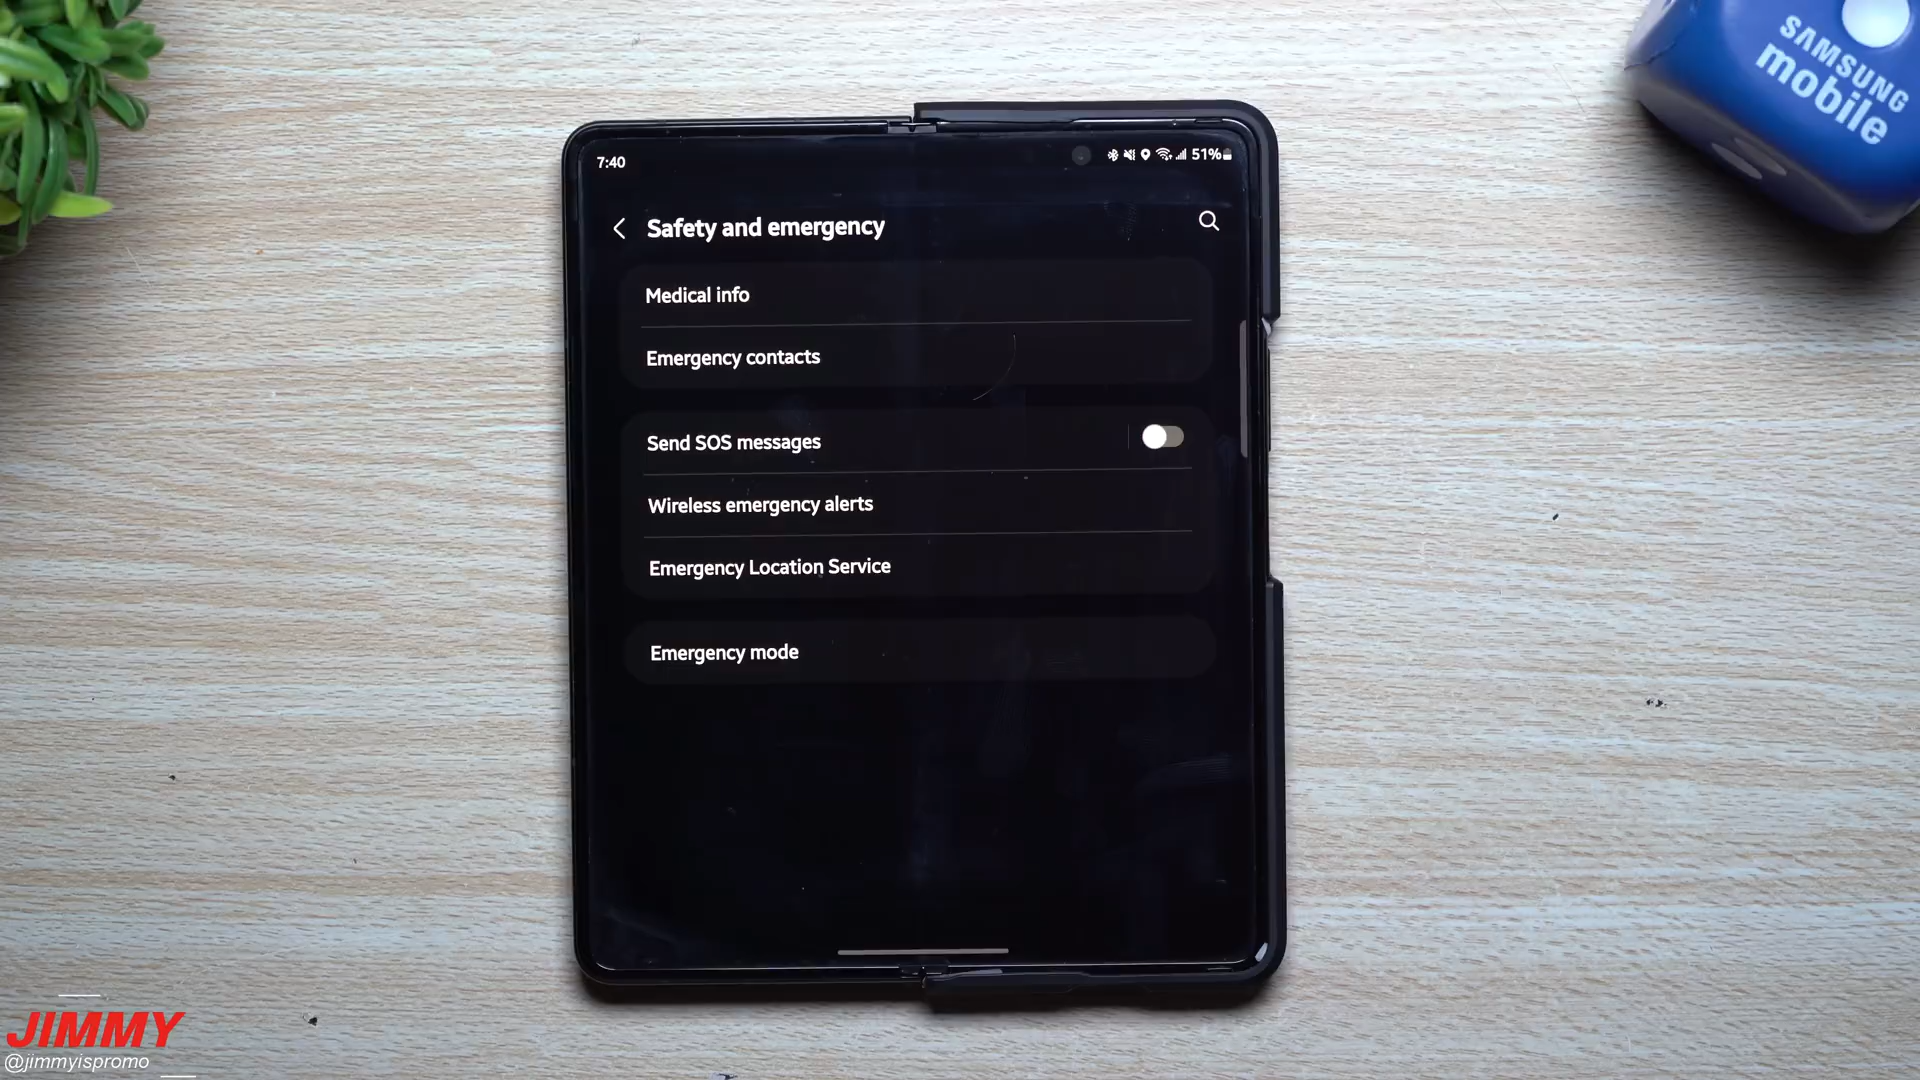 SAMSUNG
mobile
7:40
51%
Safety and emergency
Medical info
Emergency contacts
Send SOS messages
Wireless emergency alerts
Emergency Location Service
Emergency mode
JIMMY
@jimmyispromo